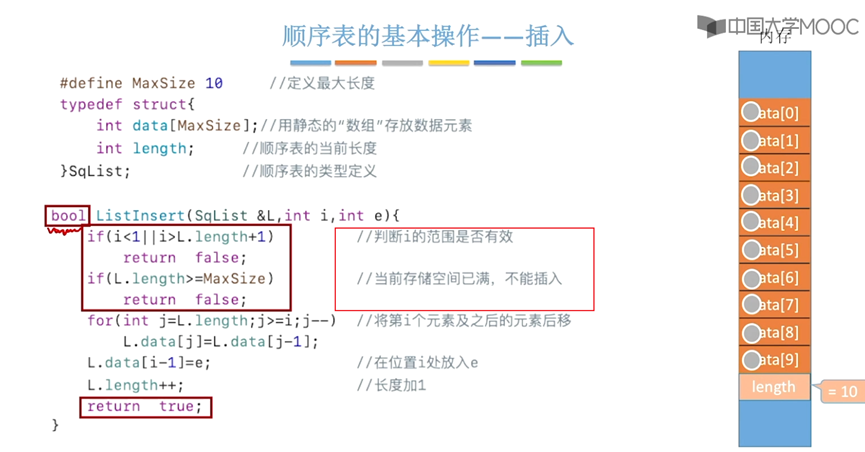 顺序表的基本操作——插入
中国大学MOOC
内存
#define MaxSize 10 //定义最大长度
typedef struct{
int data[MaxSize];//用静态的“数组”存放数据元素
int length; //顺序表的当前长度
}SqList; //顺序表的类型定义
bool ListInsert(SqList &L,int i,int e){
if(i<1||i>L.length+1) //判断i的范围是否有效
return false;
if(L.length>=MaxSize) //当前存储空间已满，不能插入
return false;
for(int j=L.length;j>=i;j--) //将第i个元素及之后的元素后移
L.data[j]=L.data[j-1];
L.data[i-1]=e; //在位置i处放入e
L.length++; //长度加1
return true;
}
ata[0]
ata[1]
ata[2]
ata[3]
ata[4]
ata[5]
ata[6]
ata[7]
ata[8]
ata[9]
length
= 10